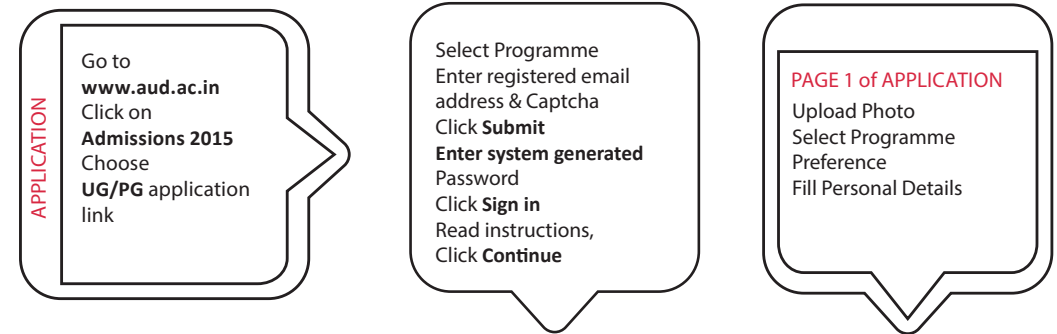 APPLICATION
Go to
www.aud.ac.in
Click on
Admissions 2015
Choose
UG/PG application
link
Select Programme
Enter registered email
address & Captcha
Click Submit
Enter system generated
Password
Click Sign in
Read instructions,
Click Continue
PAGE 1 of APPLICATION
Upload Photo
Select Programme
Preference
Fill Personal Details